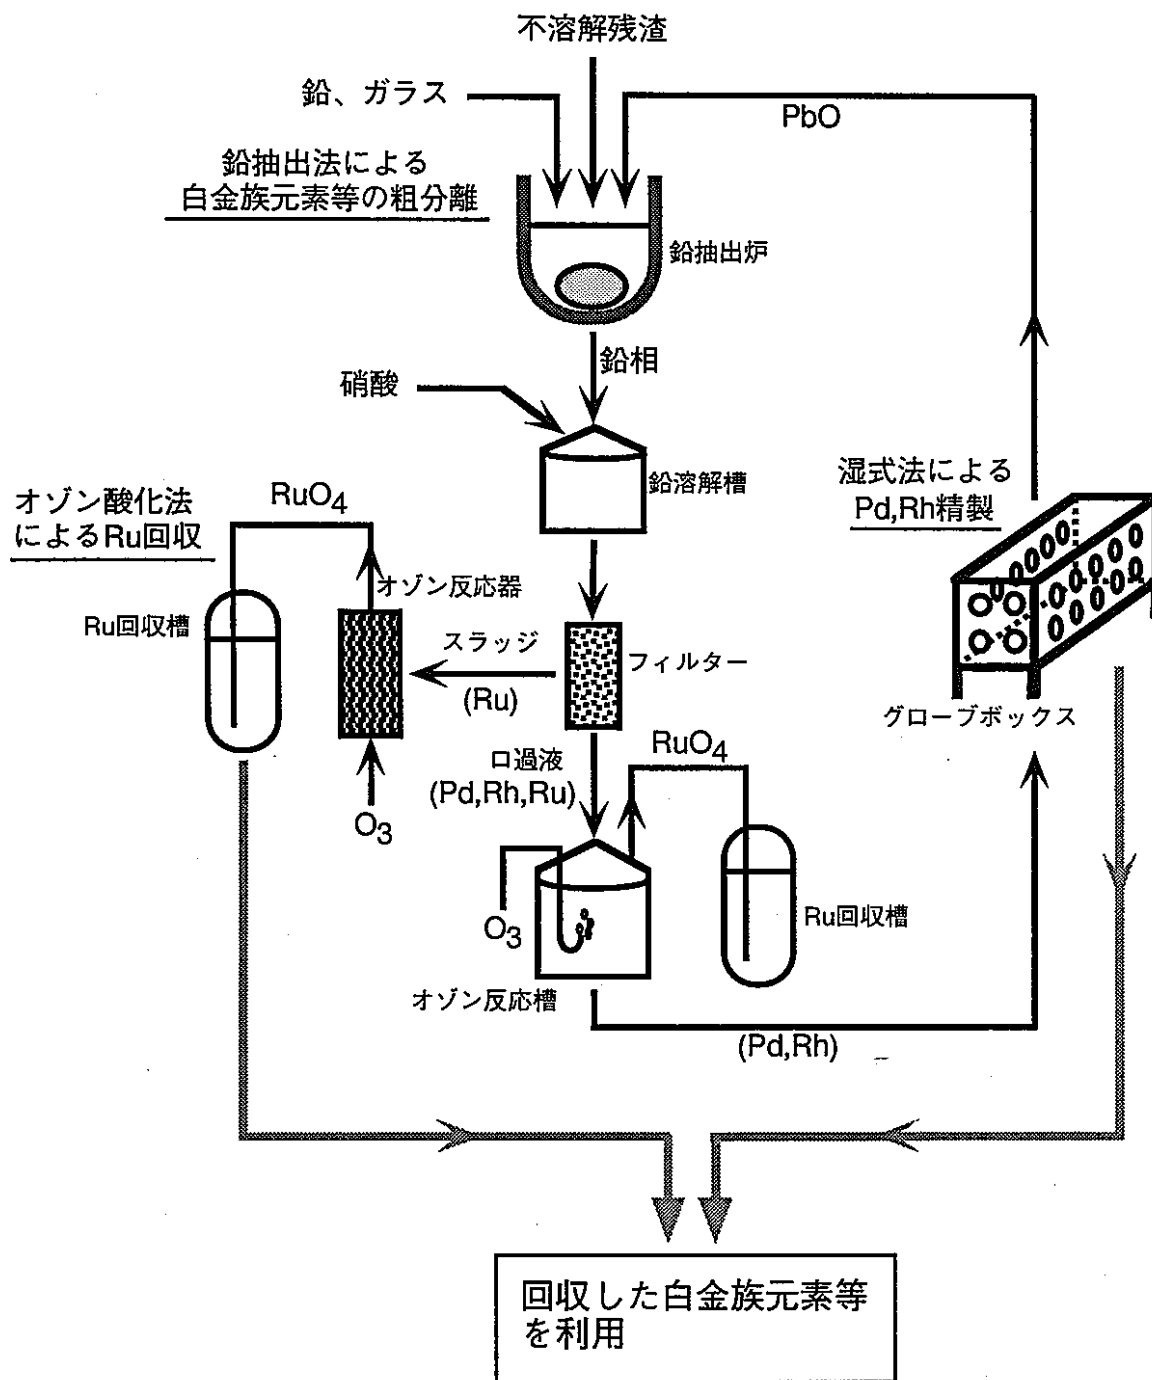 不溶解残渣
鉛、ガラス
PbO
鉛抽出法による
白金族元素等の粗分離
鉛抽出炉
鉛相
硝酸
鉛溶解槽
湿式法による
Pd,Rh精製
オゾン酸化法
によるRu回収
RuO4
オゾン反応器
Ru回収槽
スラッジ
(Ru)
フィルター
グローブボックス
ロ過液
(Pd,Rh,Ru)
RuO4
O3
O3
Ru回収槽
オゾン反応槽
(Pd,Rh)
回収した白金族元素等
を利用